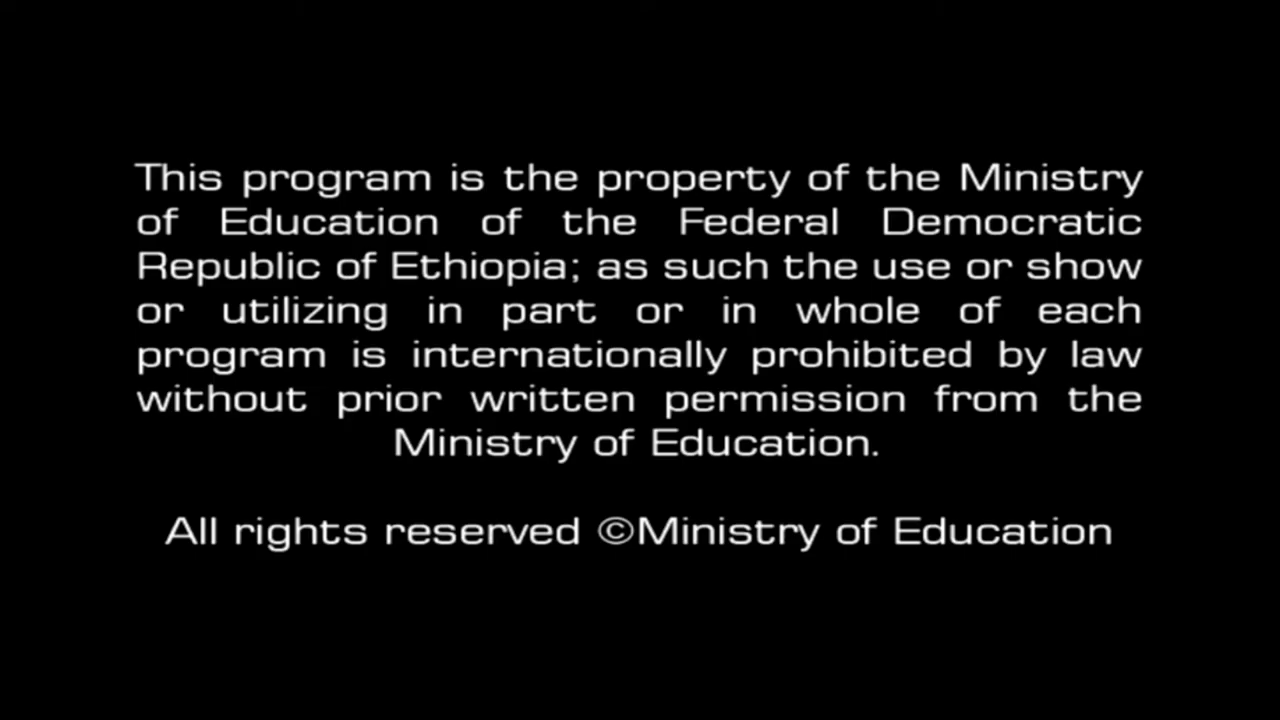 This program is the property of the Ministry
of Education of the Federal Democratic
Republic of Ethiopia; as such the use or show
or utilizing in part or in whole of each
program is internationally prohibited by law
without prior written permission from the
Ministry of Education.
All rights reserved ©Ministry of Education